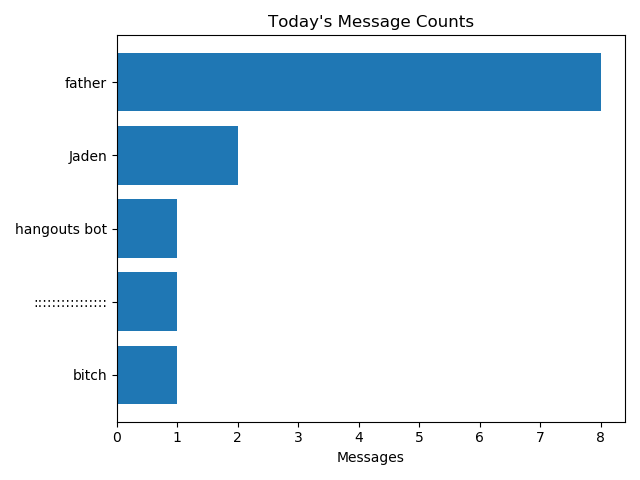 Today's Message Counts
father
Jaden
hangouts bot
::::::::::::::::
bitch
0 1 2 3 4 5 6 7 8
Messages